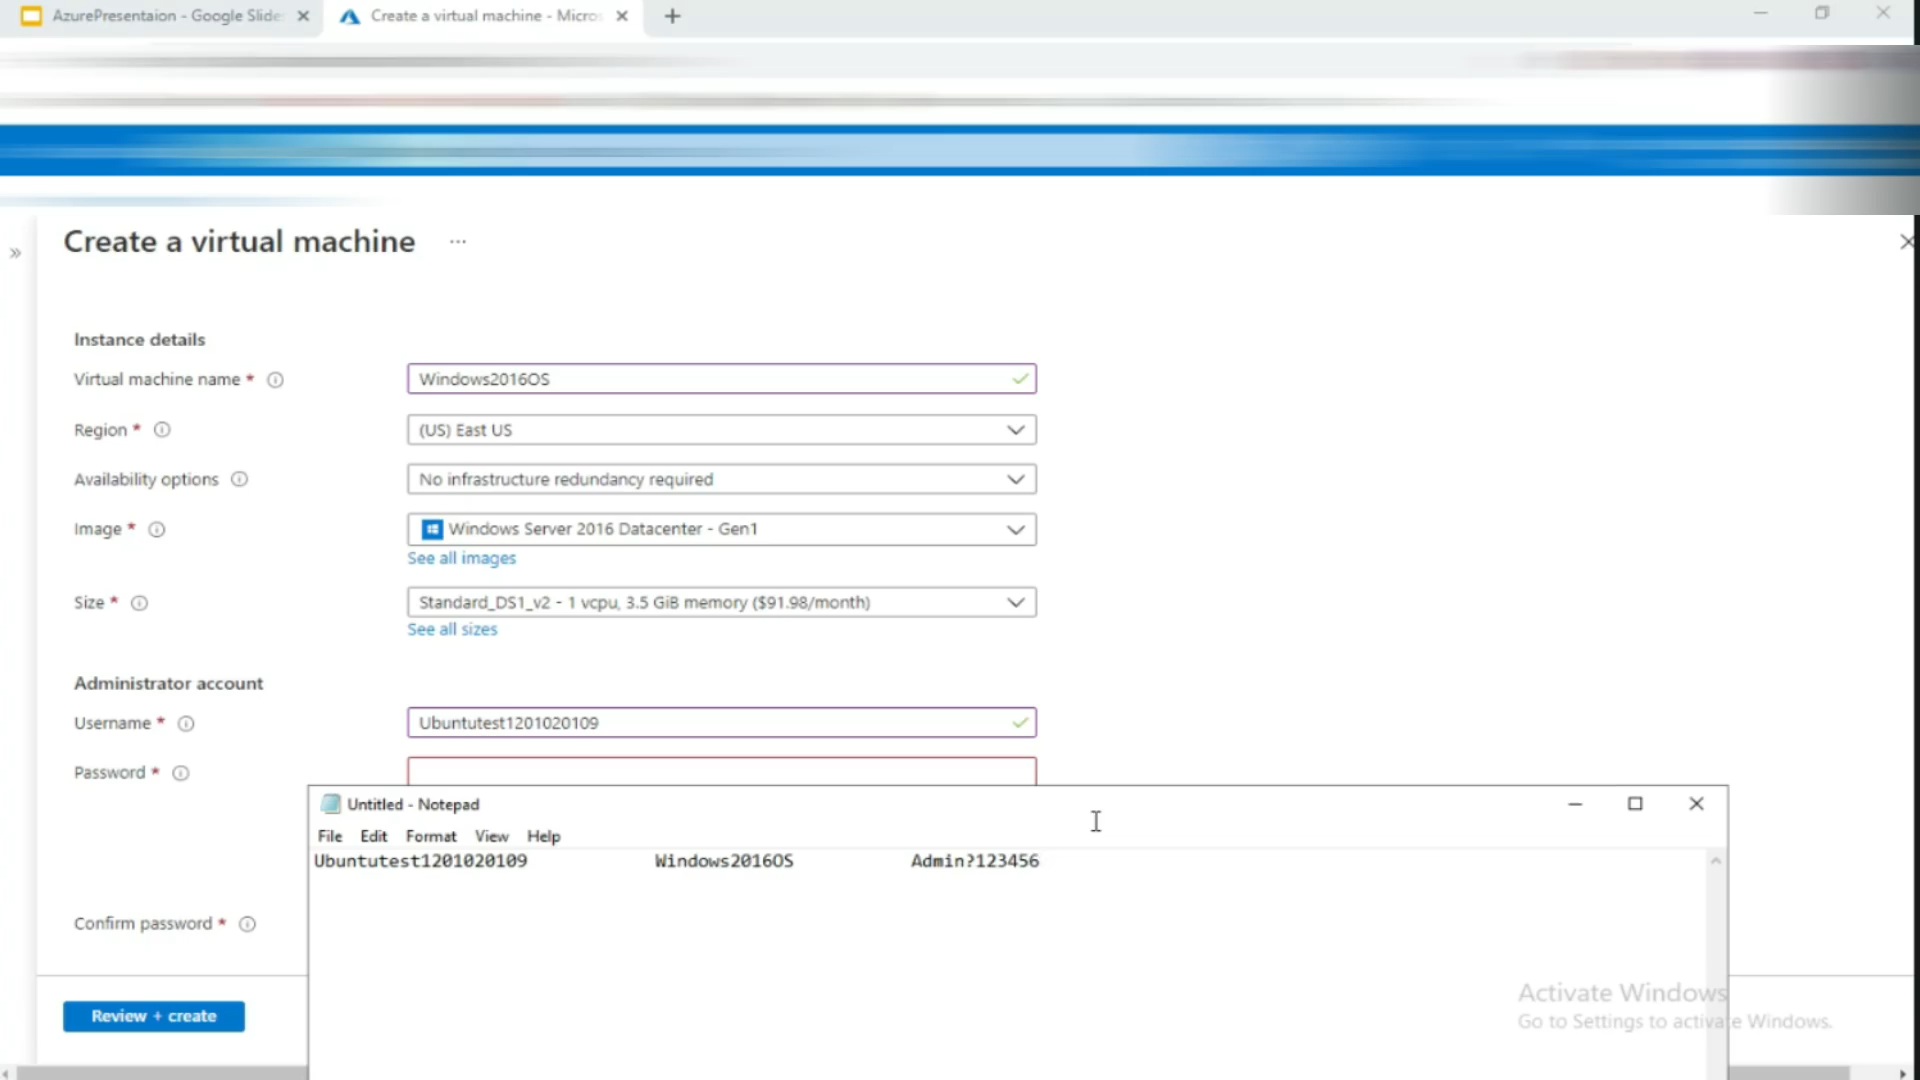 AzurePresentaion - Google Slide
Create a virtual machine - Micros
Create a virtual machine ...
Instance details
Virtual machine name * Windows2016OS
Region * (US) East US
Availability options No infrastructure redundancy required
Image * Windows Server 2016 Datacenter - Gen1
See all images
Size * Standard_DS1_v2 - 1 vcpu, 3.5 GiB memory ($91.98/month)
See all sizes
Administrator account
Username * Ubuntutest1201020109
Password *
Untitled - Notepad
File Edit Format View Help
Ubuntutest1201020109 Windows2016OS Admin?123456
Confirm password *
Activate Windows
Go to Settings to activate Windows.
Review + create